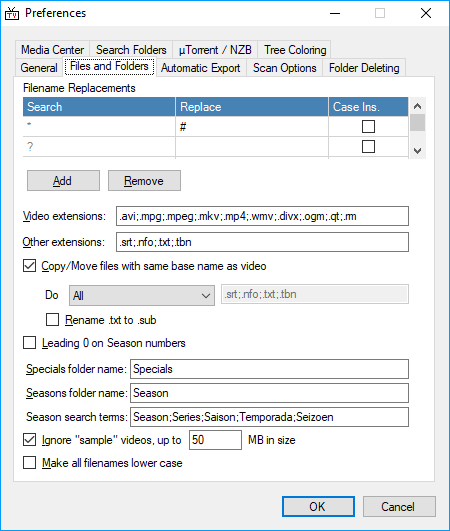 TV Preferences
Media Center Search Folders µTorrent / NZB Tree Coloring
General Files and Folders Automatic Export Scan Options Folder Deleting
Filename Replacements
Search Replace Case Ins.
* #
?
Add Remove
Video extensions: .avi;.mpg;.mpeg;.mkv;.mp4;.wmv;.divx;.ogm;.qt;.rm
Other extensions: .srt;.nfo;.txt;.tbn
Copy/Move files with same base name as video
Do All .srt;.nfo;.txt;.tbn
Rename .txt to .sub
Leading 0 on Season numbers
Specials folder name: Specials
Seasons folder name: Season
Season search terms: Season;Series;Saison;Temporada;Seizoen
Ignore "sample" videos, up to 50 MB in size
Make all filenames lower case
OK Cancel